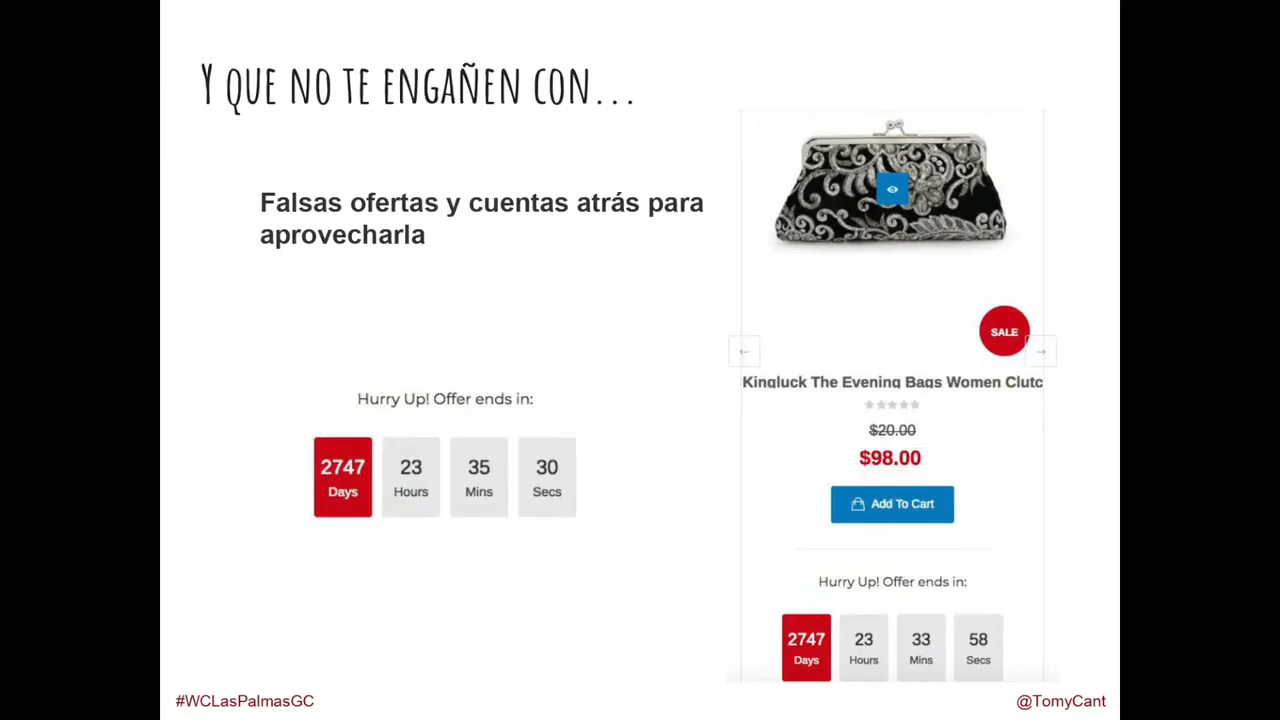 Y que no te engañen con...
Falsas ofertas y cuentas atrás para
aprovecharla
Hurry Up! Offer ends in:
2747 23 35 30
Days Hours Mins Secs
SALE
Kingluck The Evening Bags Women Clutc
$20.00
$98.00
Add To Cart
Hurry Up! Offer ends in:
2747 23 33 58
Days Hours Mins Secs
#WCLasPalmasGC
@TomyCant